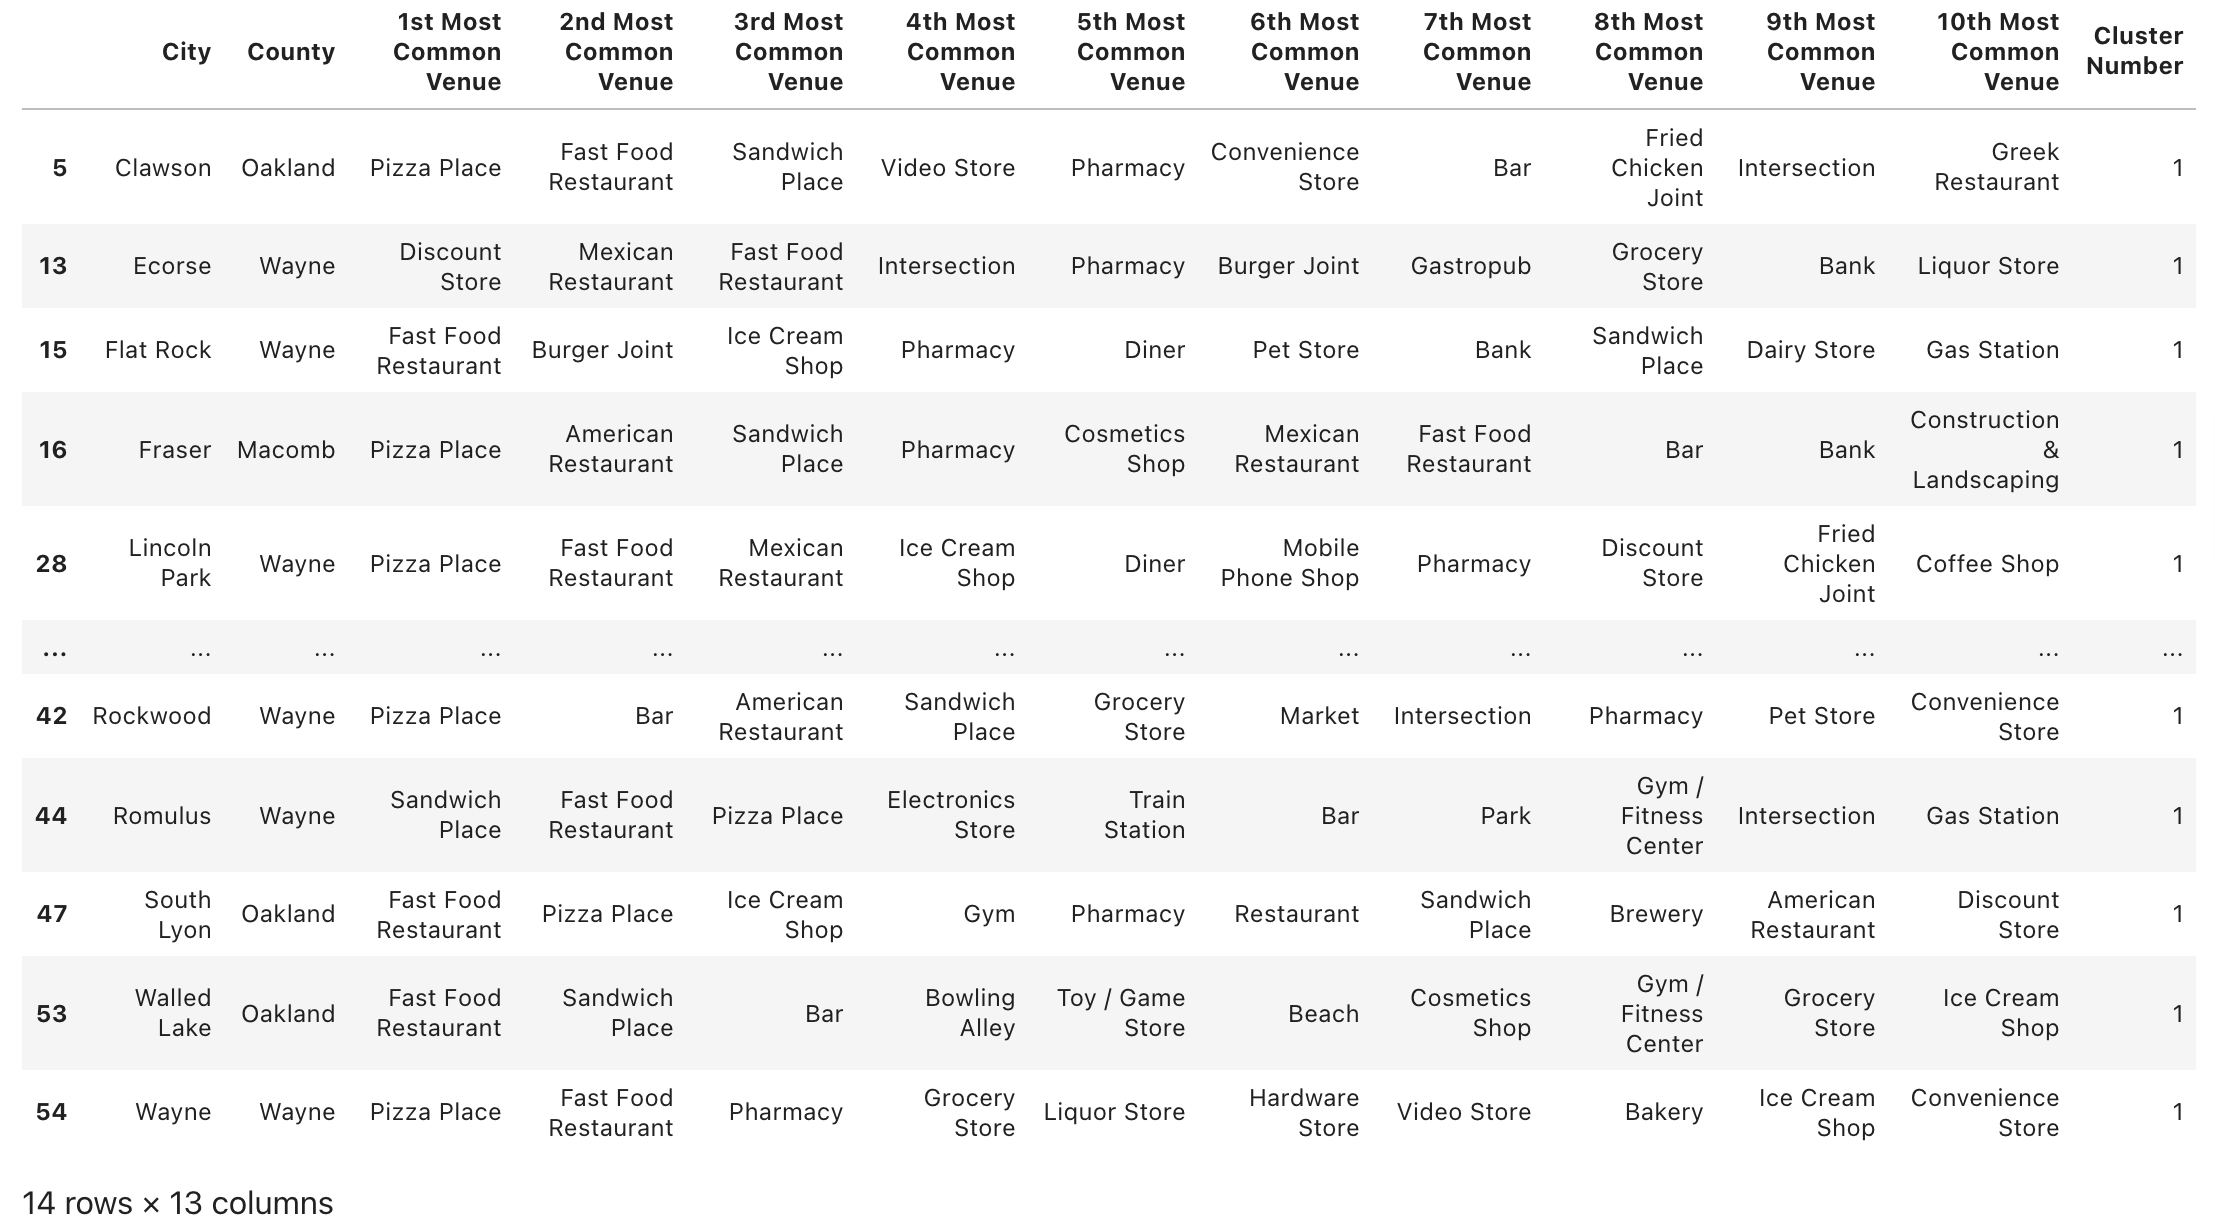 City County 1st Most Common Venue 2nd Most Common Venue 3rd Most Common Venue 4th Most Common Venue 5th Most Common Venue 6th Most Common Venue 7th Most Common Venue 8th Most Common Venue 9th Most Common Venue 10th Most Common Venue Cluster Number
5 Clawson Oakland Pizza Place Fast Food Restaurant Sandwich Place Video Store Pharmacy Convenience Store Bar Fried Chicken Joint Intersection Greek Restaurant 1
13 Ecorse Wayne Discount Store Mexican Restaurant Fast Food Restaurant Intersection Pharmacy Burger Joint Gastropub Grocery Store Bank Liquor Store 1
15 Flat Rock Wayne Fast Food Restaurant Burger Joint Ice Cream Shop Pharmacy Diner Pet Store Bank Sandwich Place Dairy Store Gas Station 1
16 Fraser Macomb Pizza Place American Restaurant Sandwich Place Pharmacy Cosmetics Shop Mexican Restaurant Fast Food Restaurant Bar Bank Construction & Landscaping 1
28 Lincoln Park Wayne Pizza Place Fast Food Restaurant Mexican Restaurant Ice Cream Shop Diner Mobile Phone Shop Pharmacy Discount Store Fried Chicken Joint Coffee Shop 1
... ... ... ... ... ... ... ... ... ... ... ... ... ...
42 Rockwood Wayne Pizza Place Bar American Restaurant Sandwich Place Grocery Store Market Intersection Pharmacy Pet Store Convenience Store 1
44 Romulus Wayne Sandwich Place Fast Food Restaurant Pizza Place Electronics Store Train Station Bar Park Gym / Fitness Center Intersection Gas Station 1
47 South Lyon Oakland Fast Food Restaurant Pizza Place Ice Cream Shop Gym Pharmacy Restaurant Sandwich Place Brewery American Restaurant Discount Store 1
53 Walled Lake Oakland Fast Food Restaurant Sandwich Place Bar Bowling Alley Toy / Game Store Beach Cosmetics Shop Gym / Fitness Center Grocery Store Ice Cream Shop 1
54 Wayne Wayne Pizza Place Fast Food Restaurant Pharmacy Grocery Store Liquor Store Hardware Store Video Store Bakery Ice Cream Shop Convenience Store 1
14 rows × 13 columns